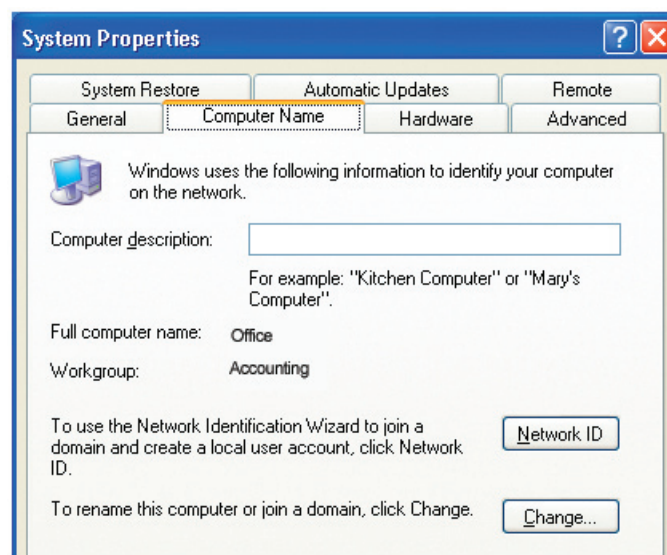 System Properties
System Restore Automatic Updates Remote
General Computer Name Hardware Advanced
Windows uses the following information to identify your computer
on the network.
Computer description:
For example: "Kitchen Computer" or "Mary's
Computer".
Full computer name: Office
Workgroup: Accounting
To use the Network Identification Wizard to join a
domain and create a local user account, click Network
ID.
Network ID
To rename this computer or join a domain, click Change.
Change...